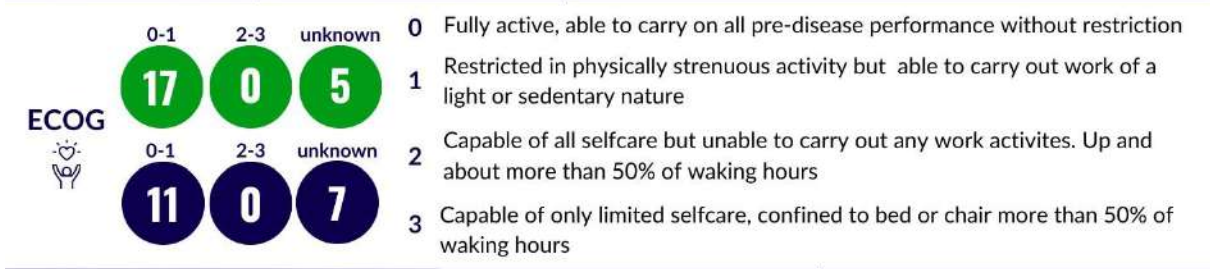 0-1 2-3 unknown
17 0 5
ECOG
0-1 2-3 unknown
11 0 7
0 Fully active, able to carry on all pre-disease performance without restriction
1 Restricted in physically strenuous activity but able to carry out work of a
light or sedentary nature
2 Capable of all selfcare but unable to carry out any work activites. Up and
about more than 50% of waking hours
3 Capable of only limited selfcare, confined to bed or chair more than 50% of
waking hours